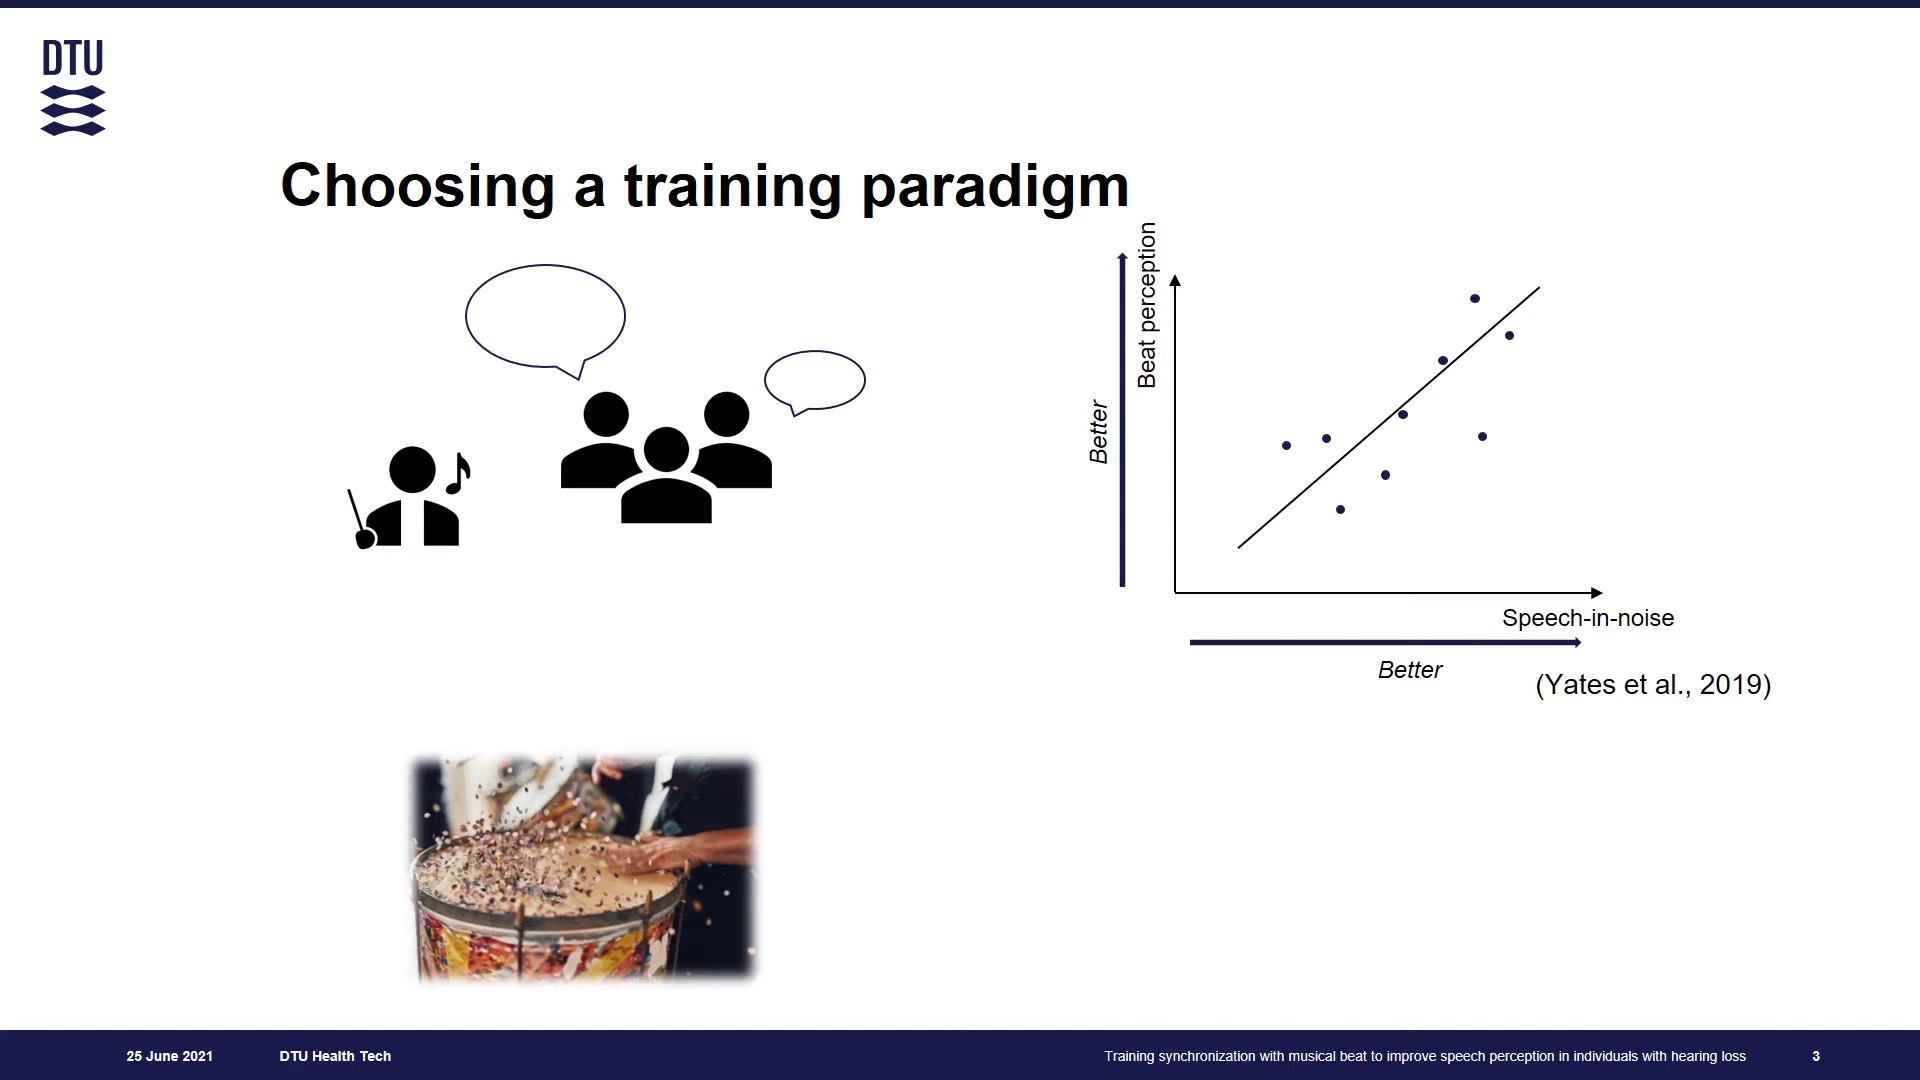 DTU
Choosing a training paradigm
Beat perception
Better
Speech-in-noise
Better
(Yates et al., 2019)
25 June 2021
DTU Health Tech
Training synchronization with musical beat to improve speech perception in individuals with hearing loss
3